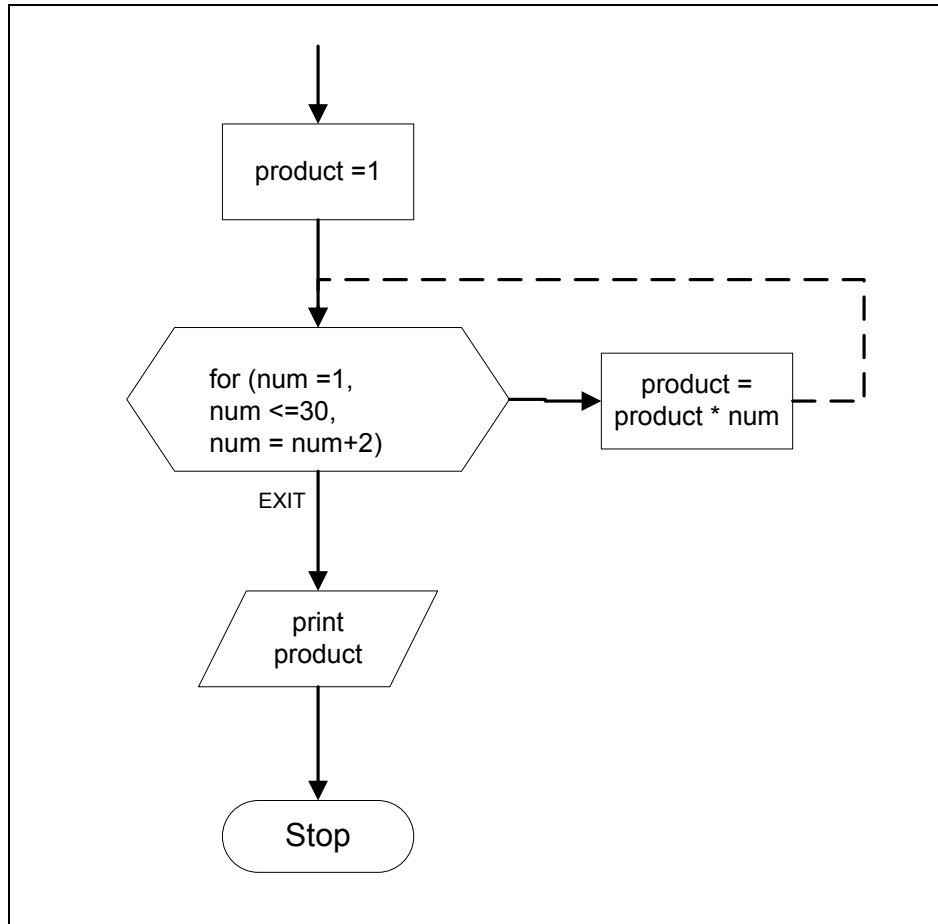 product =1
for (num =1,
num <=30,
num = num+2)
product =
product * num
EXIT
print
product
Stop